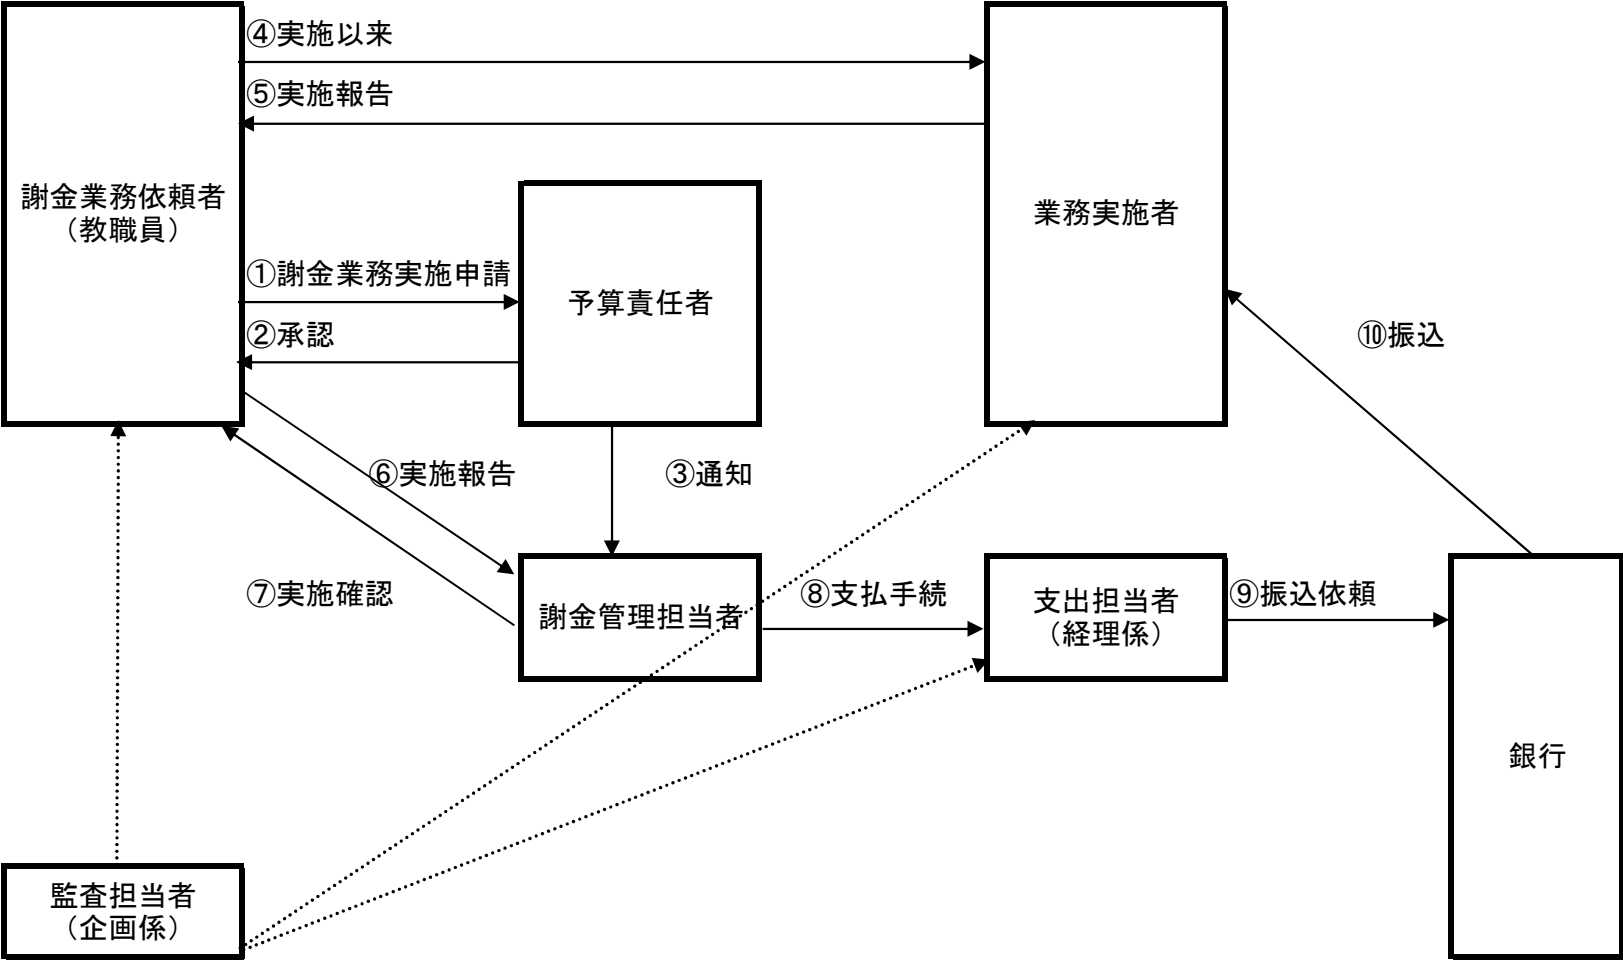 ④実施以来
⑤実施報告
謝金業務依頼者
（教職員）
業務実施者
①謝金業務実施申請
予算責任者
②承認
⑩振込
⑥実施報告
③通知
⑦実施確認
謝金管理担当者
⑧支払手続
支出担当者
（経理係）
⑨振込依頼
銀行
監査担当者
（企画係）